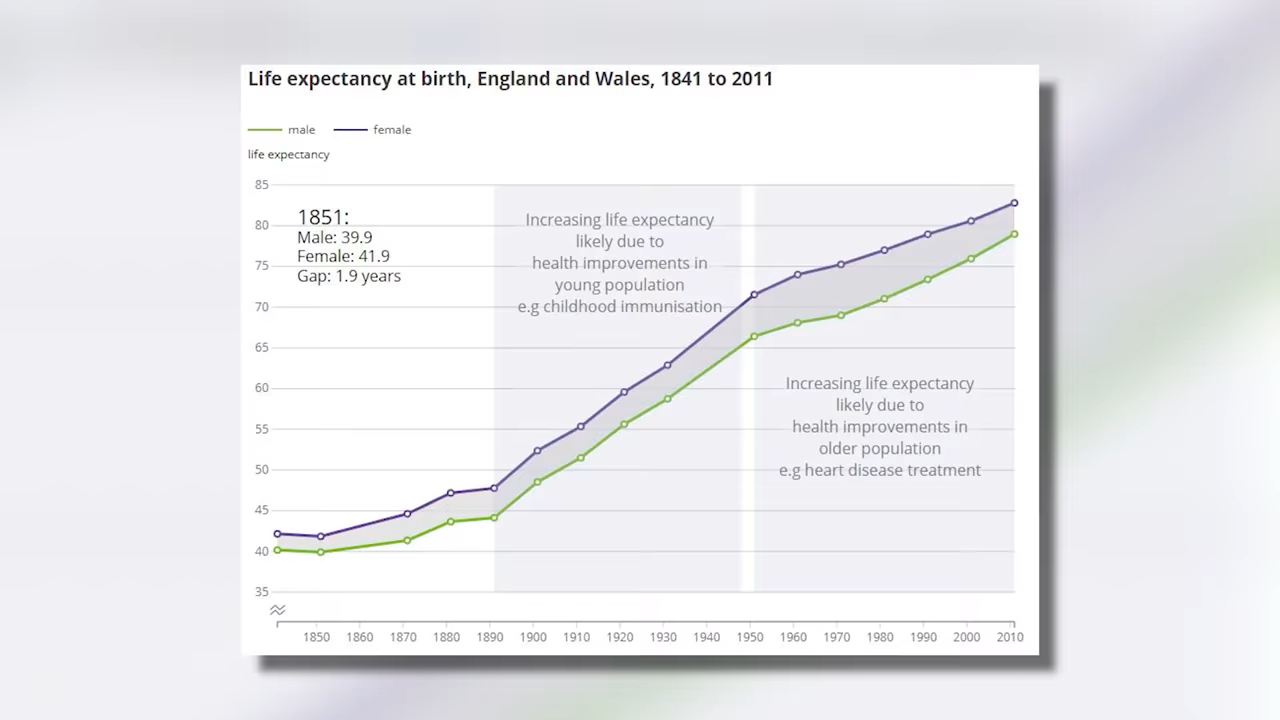 Life expectancy at birth, England and Wales, 1841 to 2011
male female
life expectancy
85
80
75
70
65
60
55
50
45
40
35
1851:
Male: 39.9
Female: 41.9
Gap: 1.9 years
Increasing life expectancy
likely due to
health improvements in
young population
e.g childhood immunisation
Increasing life expectancy
likely due to
health improvements in
older population
e.g heart disease treatment
1850 1860 1870 1880 1890 1900 1910 1920 1930 1940 1950 1960 1970 1980 1990 2000 2010